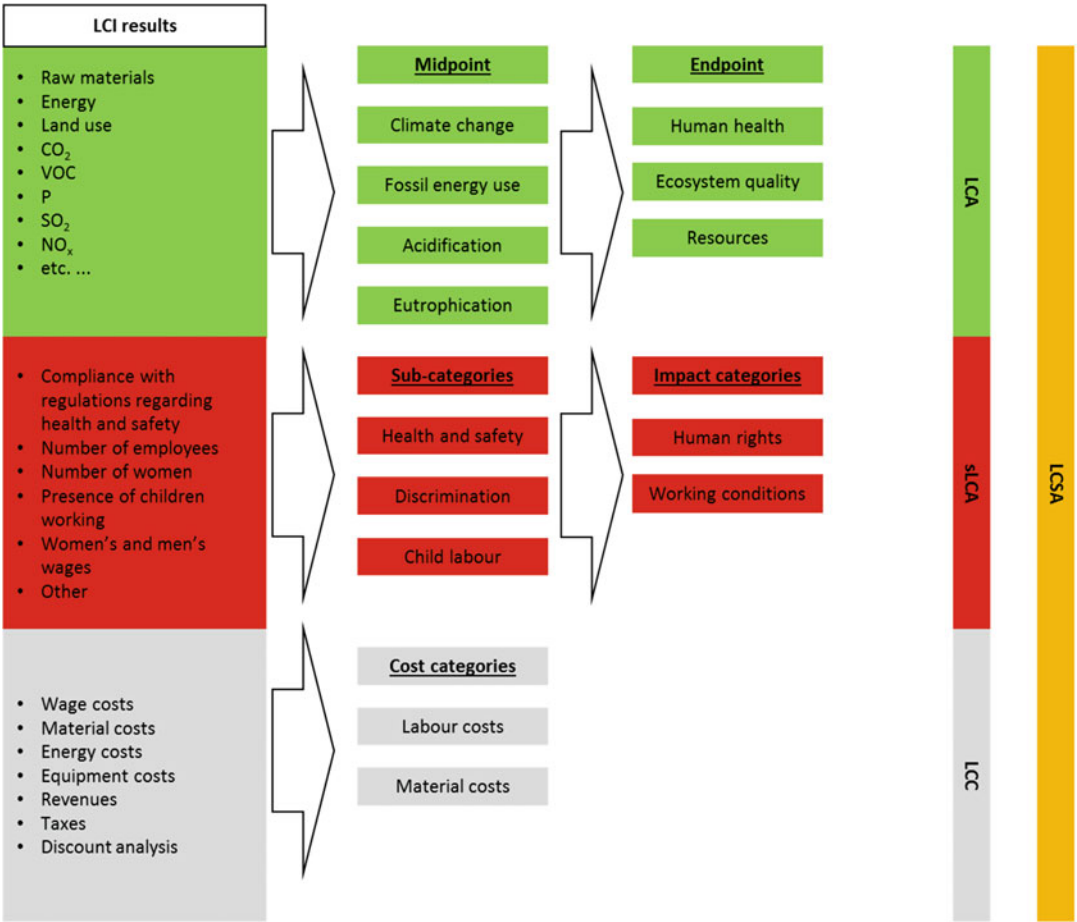 LCI results
• Raw materials
• Energy
• Land use
• CO₂
• VOC
• P
• SO₂
• NOₓ
• etc. ...
Midpoint
Climate change
Fossil energy use
Acidification
Eutrophication
Endpoint
Human health
Ecosystem quality
Resources
LCA
• Compliance with
regulations regarding
health and safety
• Number of employees
• Number of women
• Presence of children
working
• Women's and men's
wages
• Other
Sub-categories
Health and safety
Discrimination
Child labour
Impact categories
Human rights
Working conditions
sLCA
• Wage costs
• Material costs
• Energy costs
• Equipment costs
• Revenues
• Taxes
• Discount analysis
Cost categories
Labour costs
Material costs
LCC
LCSA